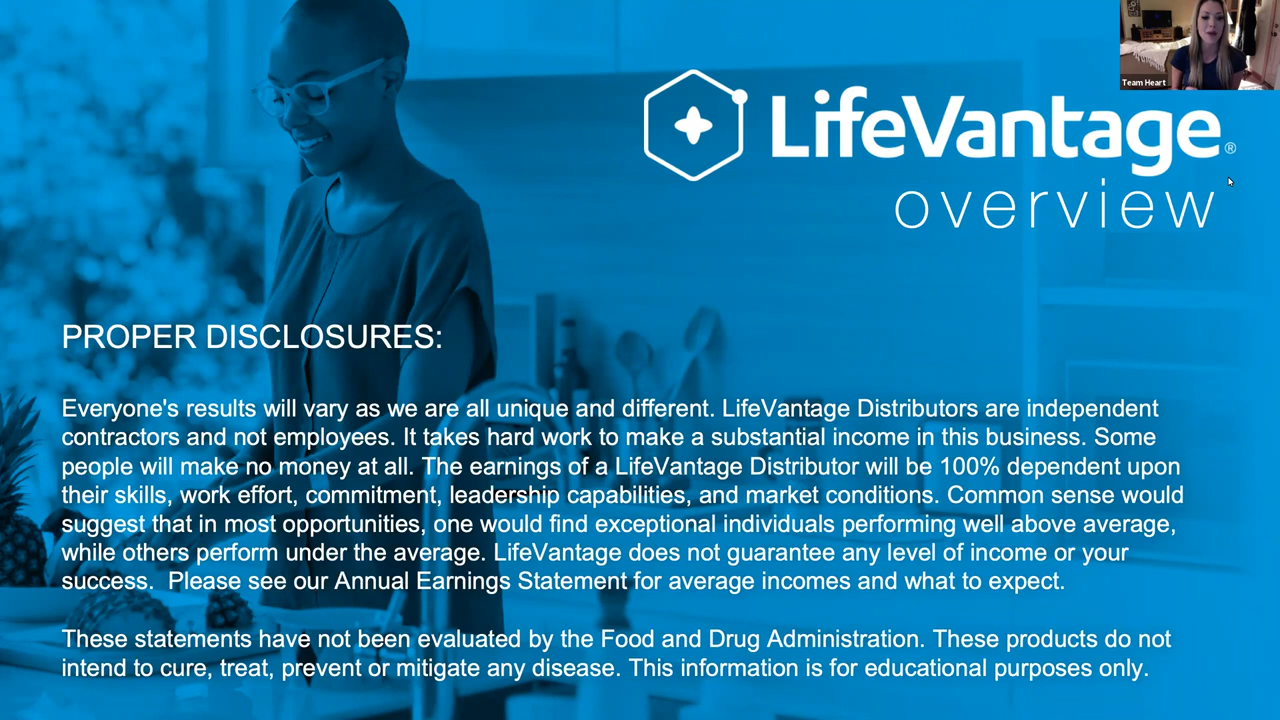 Team Heart
LifeVantage®
overview
PROPER DISCLOSURES:
Everyone's results will vary as we are all unique and different. LifeVantage Distributors are independent
contractors and not employees. It takes hard work to make a substantial income in this business. Some
people will make no money at all. The earnings of a LifeVantage Distributor will be 100% dependent upon
their skills, work effort, commitment, leadership capabilities, and market conditions. Common sense would
suggest that in most opportunities, one would find exceptional individuals performing well above average,
while others perform under the average. LifeVantage does not guarantee any level of income or your
success.  Please see our Annual Earnings Statement for average incomes and what to expect.
These statements have not been evaluated by the Food and Drug Administration. These products do not
intend to cure, treat, prevent or mitigate any disease. This information is for educational purposes only.